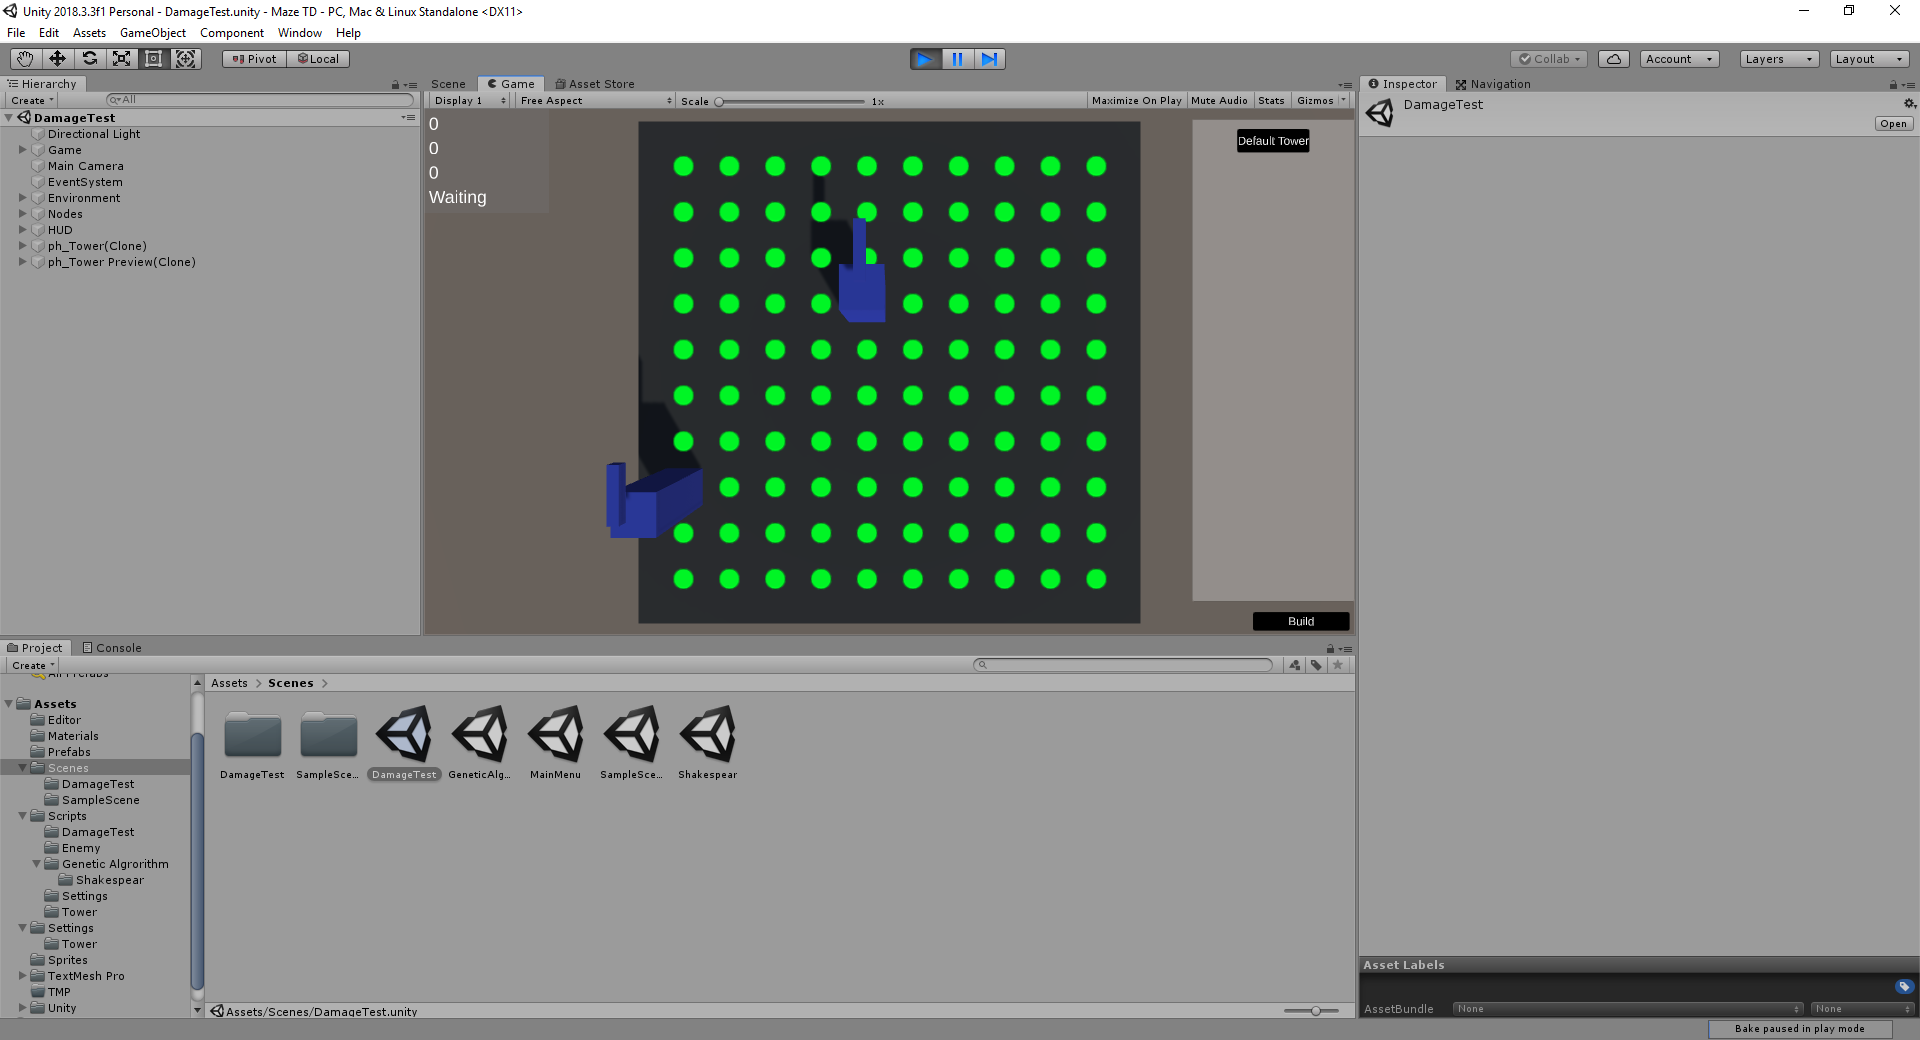 Unity 2018.3.3f1 Personal - DamageTest.unity - Maze TD - PC, Mac & Linux Standalone <DX11>
File Edit Assets GameObject Component Window Help
Pivot Local Collab Account Layers Layout
Hierarchy
Create All
DamageTest
Directional Light
Game
Main Camera
EventSystem
Environment
Nodes
HUD
ph_Tower(Clone)
ph_Tower Preview(Clone)
Scene Game Asset Store
Display 1 Free Aspect Scale 1x Maximize On Play Mute Audio Stats Gizmos
0
0
0
Waiting
Default Tower
Build
Inspector Navigation
DamageTest
Open
Project Console
Create
All Prefabs
Assets
Editor
Materials
Prefabs
Scenes
DamageTest
SampleScene
Scripts
DamageTest
Enemy
Genetic Algrorithm
Shakespear
Settings
Tower
Settings
Tower
Sprites
TextMesh Pro
TMP
Unity
Assets > Scenes >
DamageTest SampleSce... DamageTest GeneticAlg... MainMenu SampleSce... Shakespear
Assets/Scenes/DamageTest.unity
Asset Labels
AssetBundle None None
Bake paused in play mode